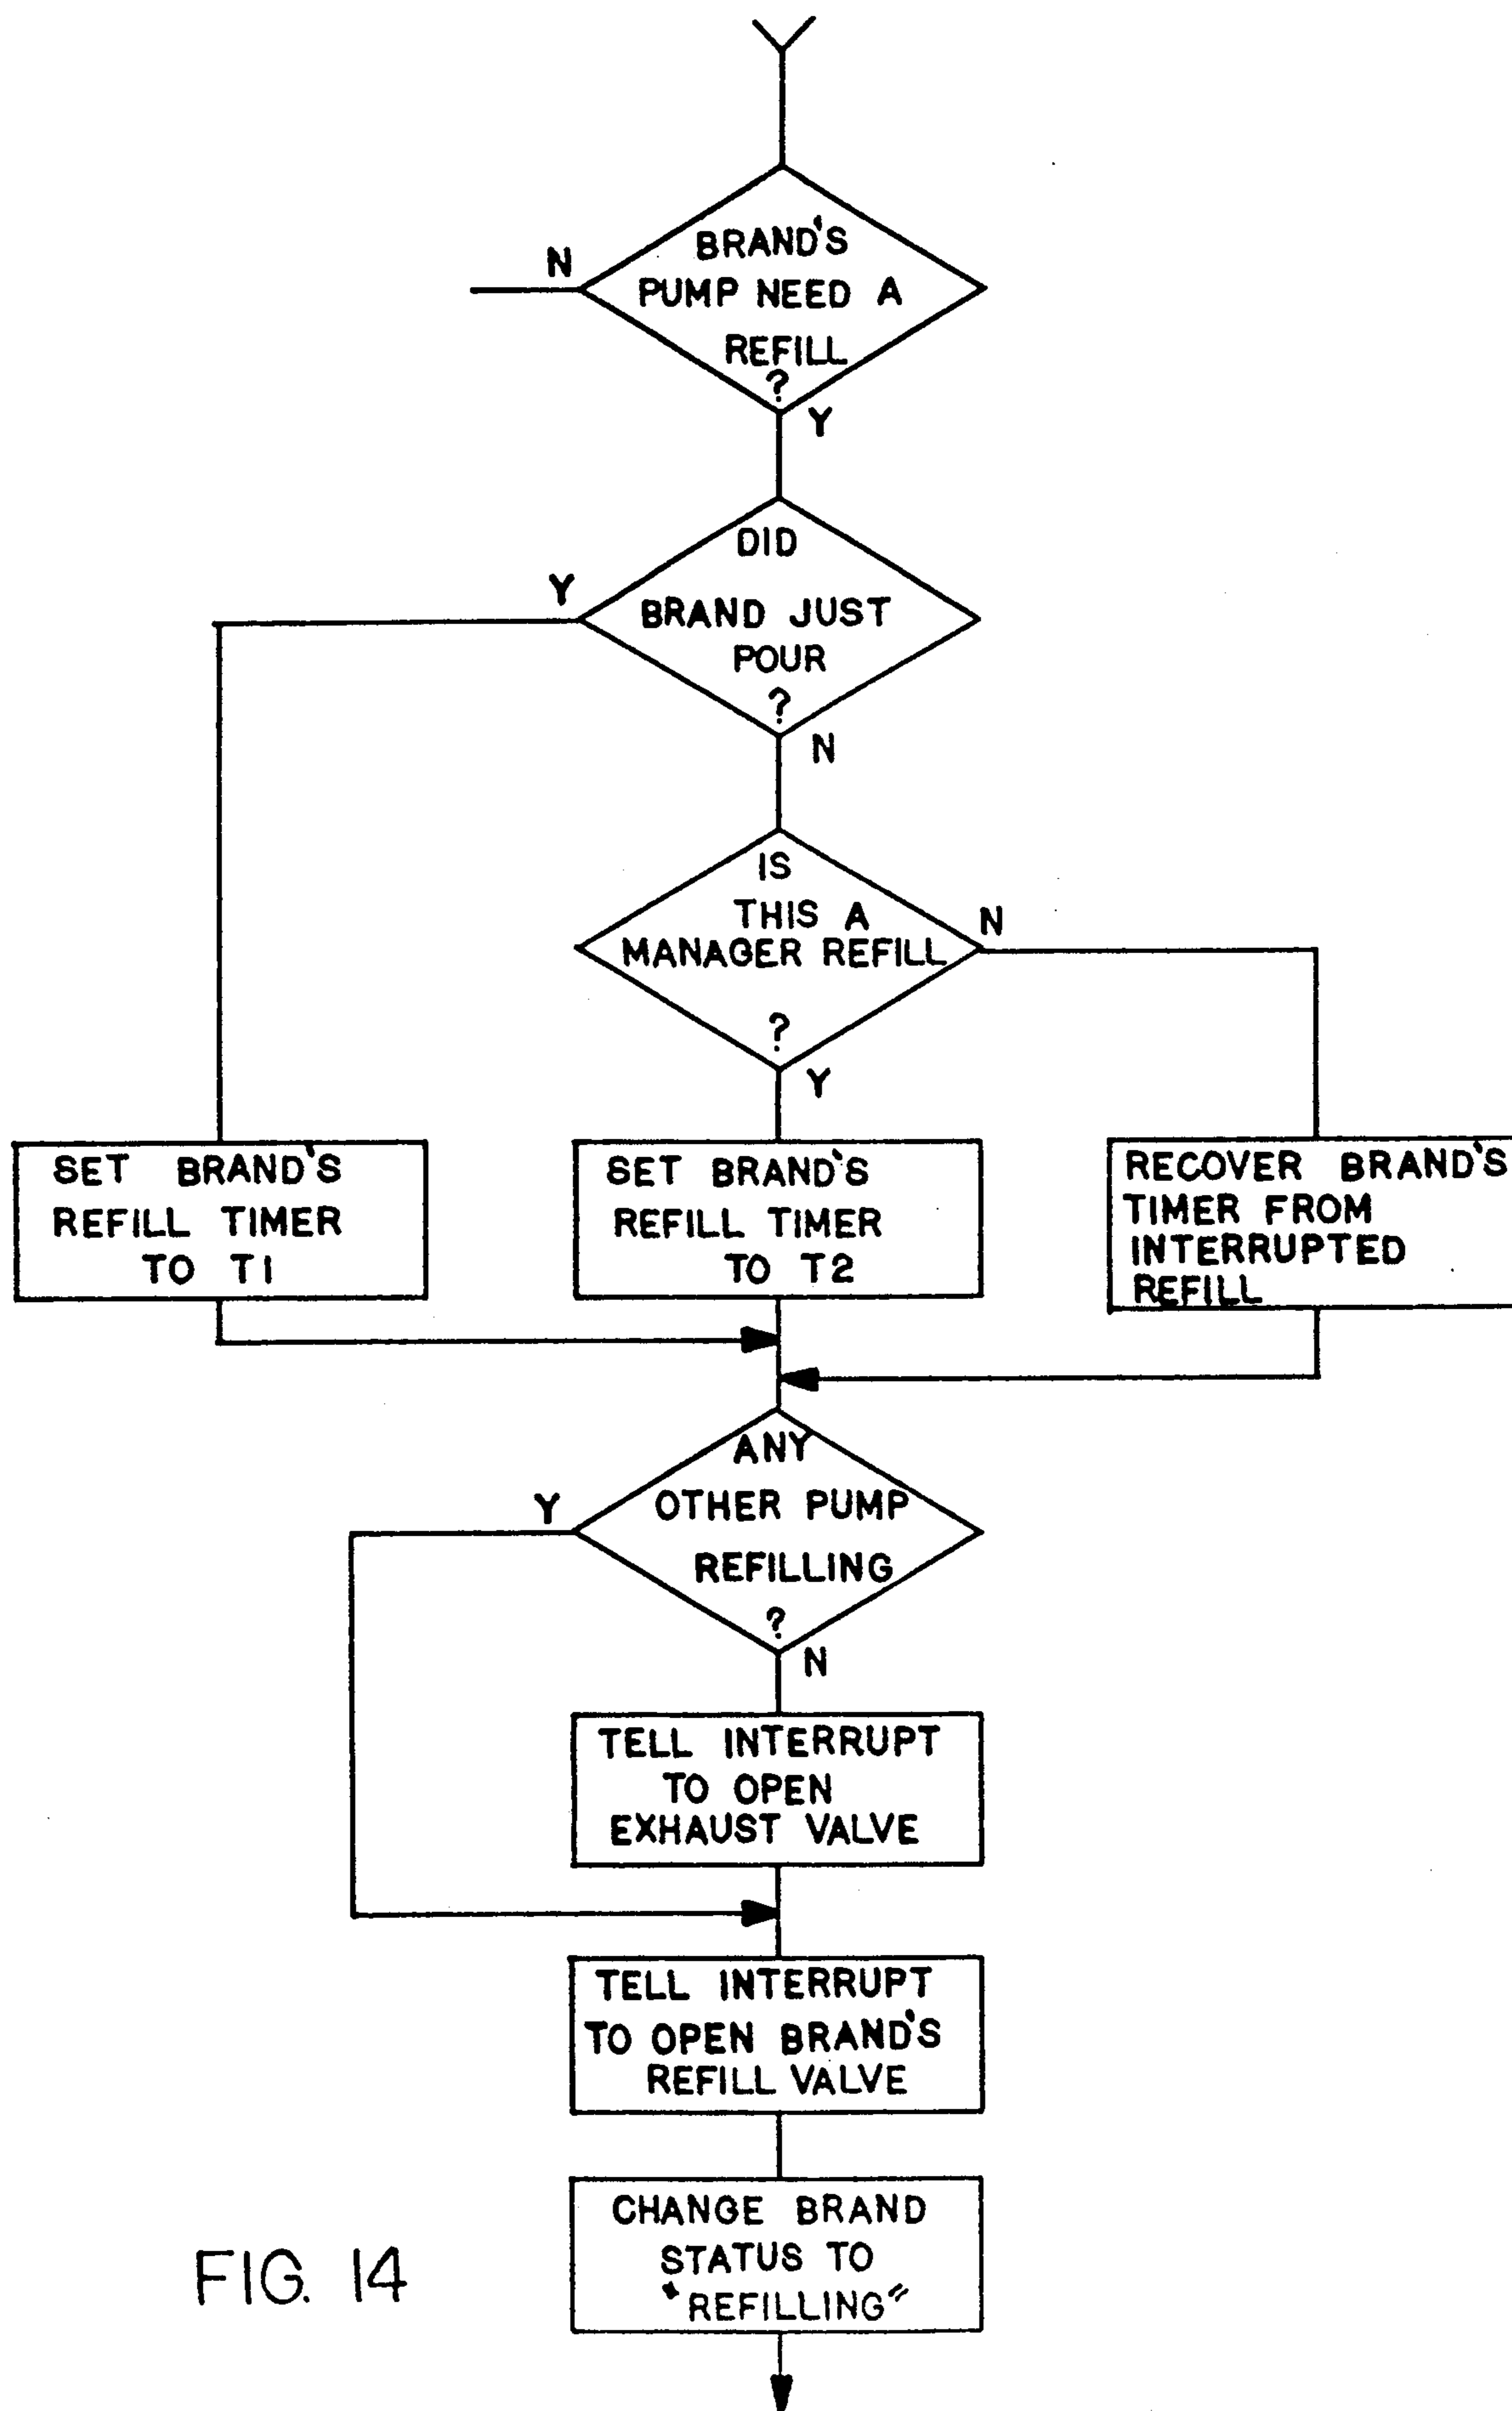 BRAND'S
N
PUMP NEED A
REFILL
?
Y
DID
Y
BRAND JUST
POUR
?
N
IS
THIS A
N
MANAGER REFILL
?
Y
SET BRAND'S
REFILL TIMER
TO T1
SET BRAND'S
REFILL TIMER
TO T2
RECOVER BRAND'S
TIMER FROM
INTERRUPTED
REFILL
ANY
Y
OTHER PUMP
REFILLING
?
N
TELL INTERRUPT
TO OPEN
EXHAUST VALVE
TELL INTERRUPT
TO OPEN BRAND'S
REFILL VALVE
CHANGE BRAND
STATUS TO
"REFILLING"
FIG. 14